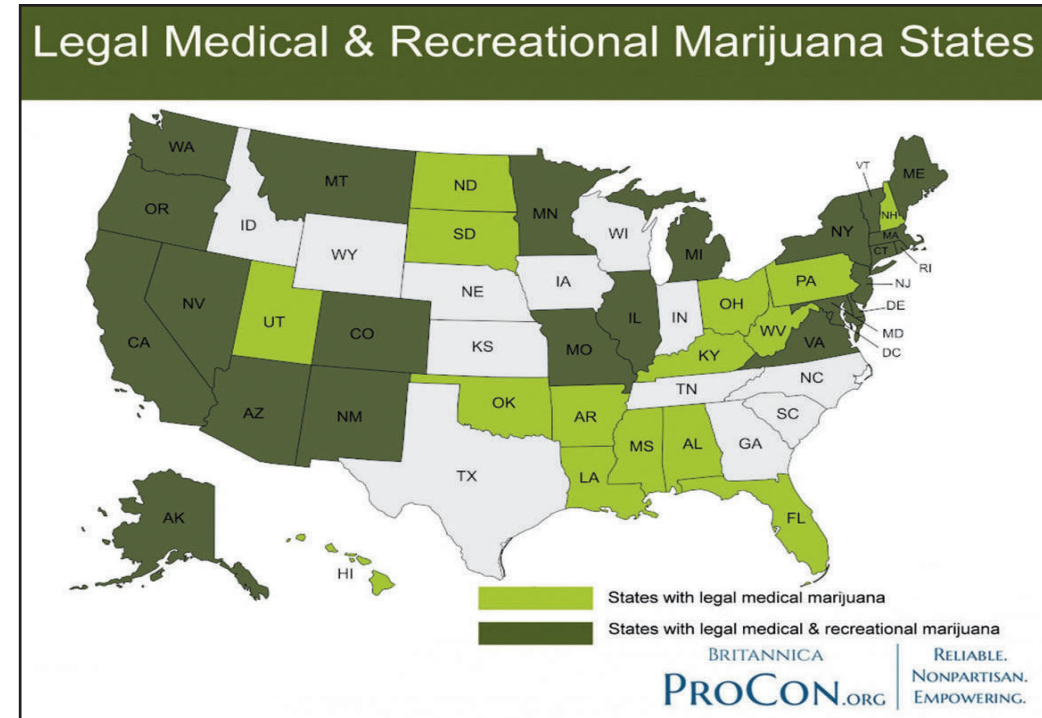 Legal Medical & Recreational Marijuana States
WA
MT
ND
MN
VT
ME
OR
ID
SD
WI
NY
NH
MA
CT
RI
WY
MI
NE
IA
PA
NJ
NV
UT
CO
IL
IN
OH
WV
DE
MD
DC
CA
KS
MO
KY
VA
AZ
NM
OK
AR
TN
NC
SC
MS
AL
GA
TX
LA
FL
AK
HI
States with legal medical marijuana
States with legal medical & recreational marijuana
BRITANNICA
PROCON.ORG
RELIABLE.
NONPARTISAN.
EMPOWERING.